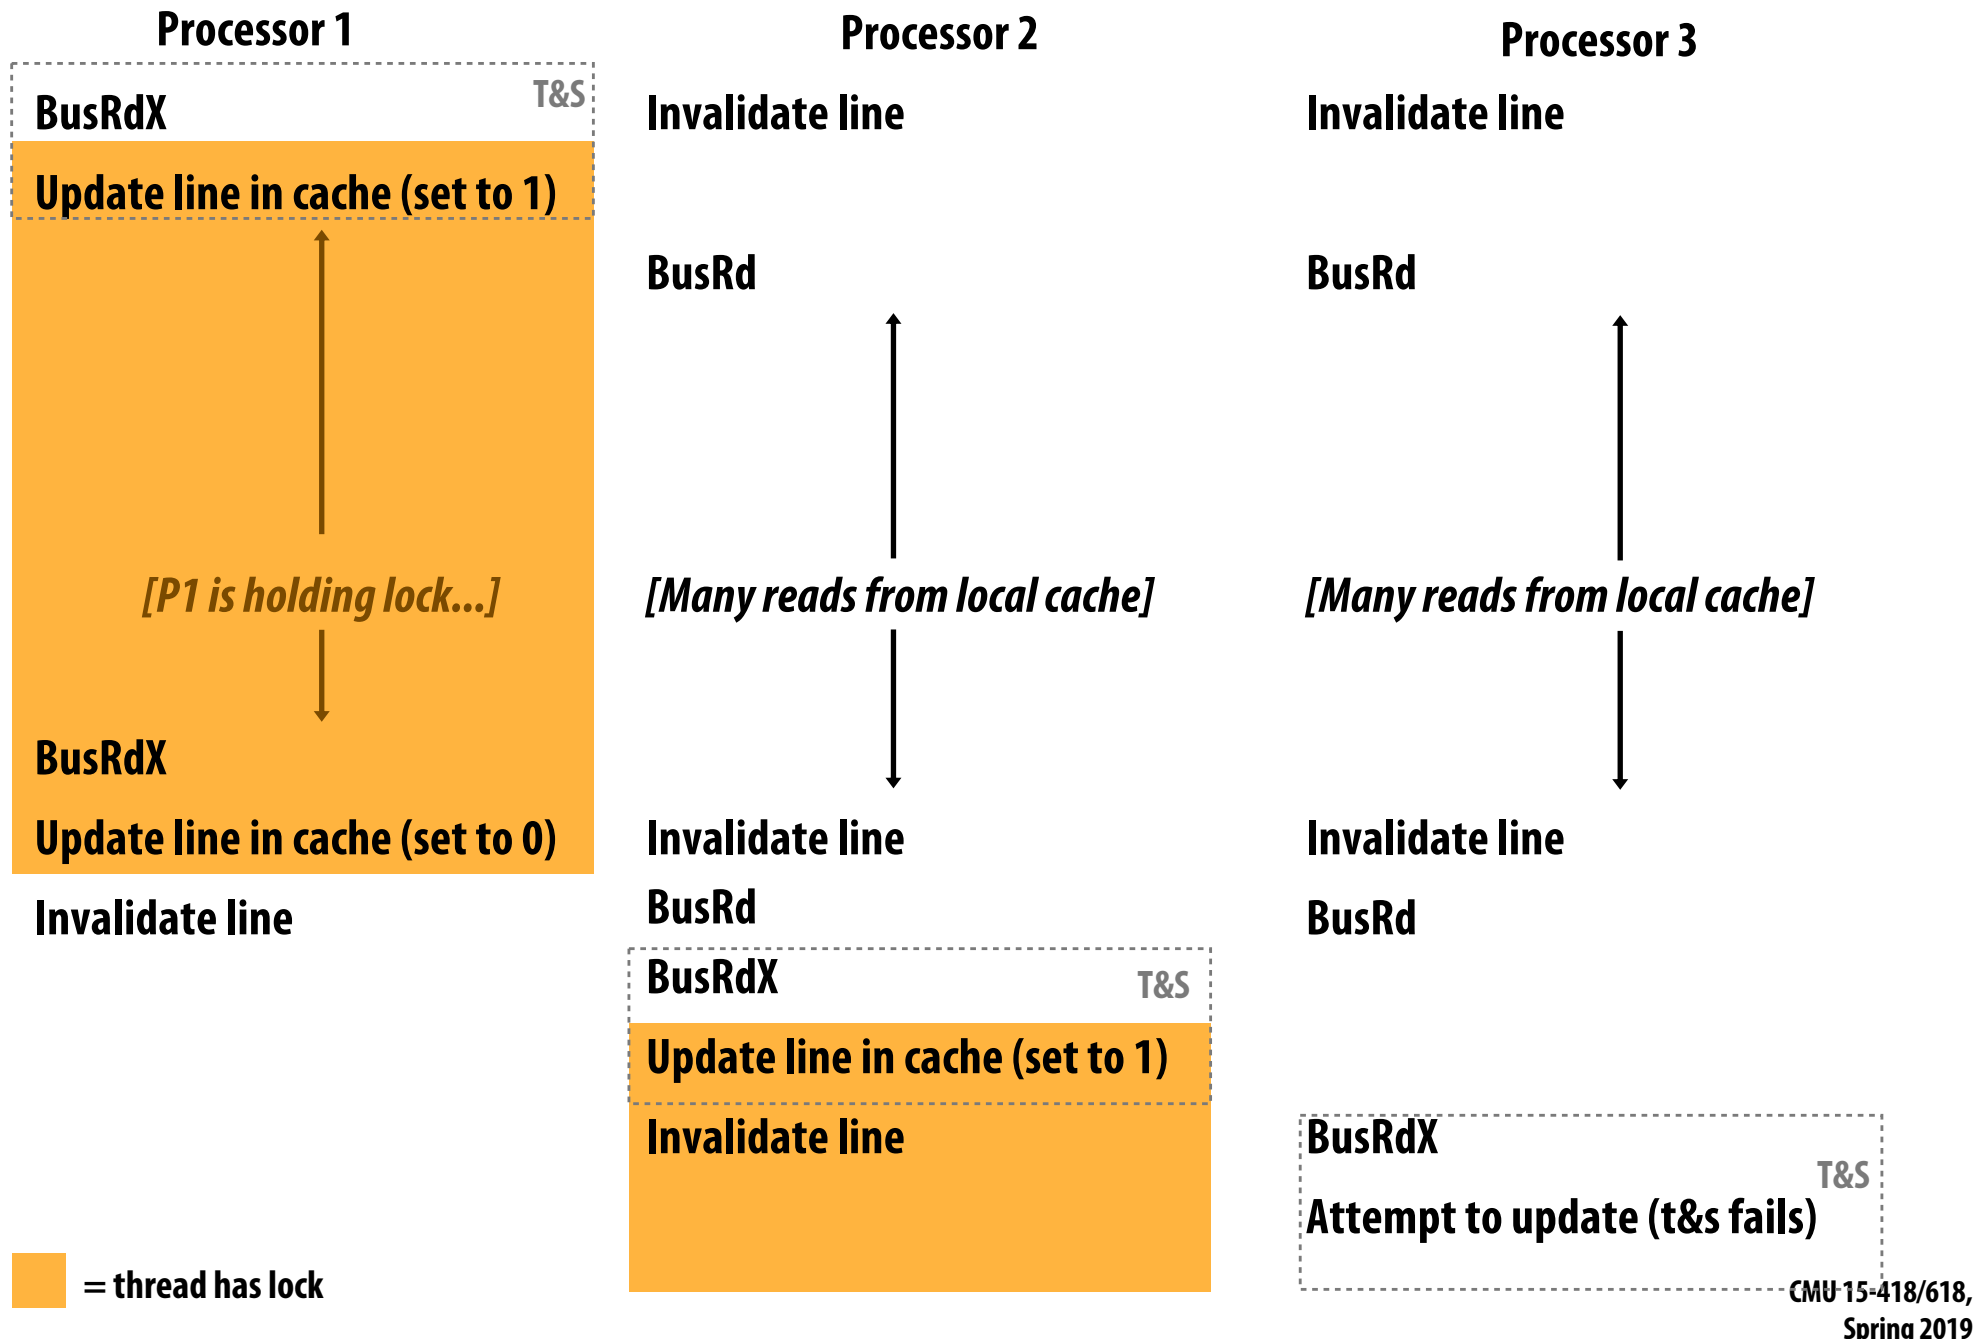 Processor 1
BusRdX
T&S
Update line in cache (set to 1)
[P1 is holding lock...]
BusRdX
Update line in cache (set to 0)
Invalidate line
Processor 2
Invalidate line
BusRd
[Many reads from local cache]
Invalidate line
BusRd
BusRdX
T&S
Update line in cache (set to 1)
Invalidate line
Processor 3
Invalidate line
BusRd
[Many reads from local cache]
Invalidate line
BusRd
BusRdX
T&S
Attempt to update (t&s fails)
= thread has lock
CMU 15-418/618,
Spring 2019